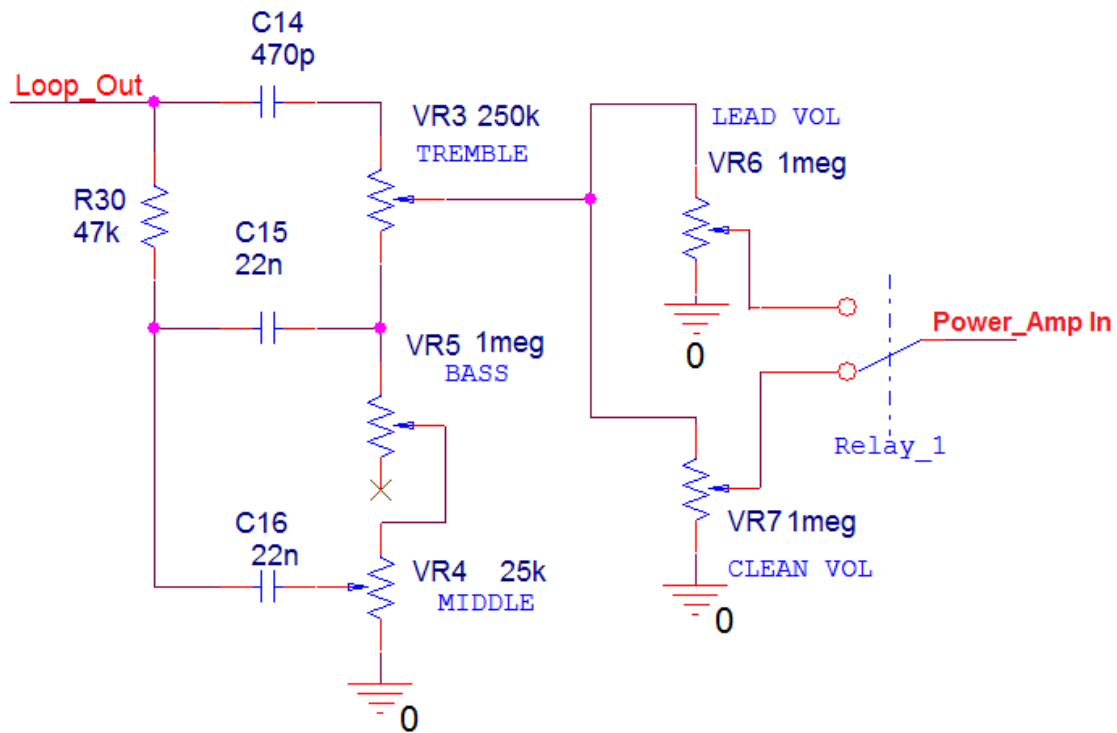 C14
470p
Loop_Out
VR3 250k
TREMBLE
LEAD VOL
VR6 1meg
R30
47k
C15
22n
VR5 1meg
BASS
0
Power_Amp In
Relay_1
C16
22n
VR4 25k
MIDDLE
VR7 1meg
CLEAN VOL
0
0